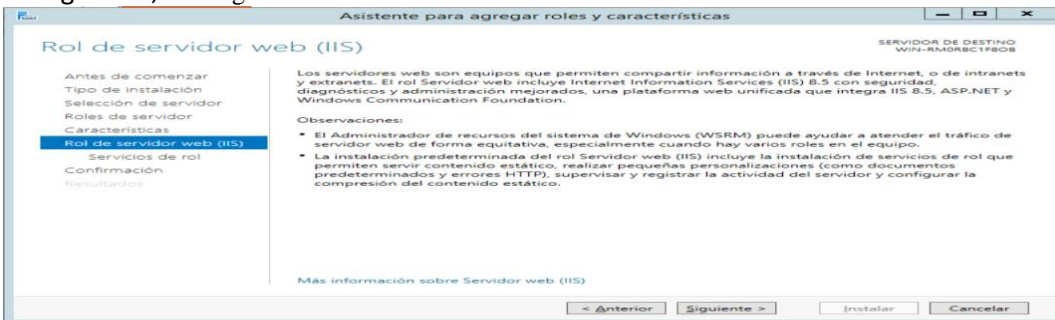 Asistente para agregar roles y características
Rol de servidor web (IIS)
SERVIDOR DE DESTINO
WIN-RM0RBC1F8OB
Antes de comenzar
Tipo de instalación
Selección de servidor
Roles de servidor
Características
Rol de servidor web (IIS)
Servicios de rol
Confirmación
Resultados
Los servidores web son equipos que permiten compartir información a través de Internet, o de intranets
y extranets. El rol Servidor web incluye Internet Information Services (IIS) 8.5 con seguridad,
diagnósticos y administración mejorados, una plataforma web unificada que integra IIS 8.5, ASP.NET y
Windows Communication Foundation.
Observaciones:
• El Administrador de recursos del sistema de Windows (WSRM) puede ayudar a atender el tráfico de
servidor web de forma equitativa, especialmente cuando hay varios roles en el equipo.
• La instalación predeterminada del rol Servidor web (IIS) incluye la instalación de servicios de rol que
permiten servir contenido estático, realizar pequeñas personalizaciones (como documentos
predeterminados y errores HTTP), supervisar y registrar la actividad del servidor y configurar la
compresión del contenido estático.
Más información sobre Servidor web (IIS)
< Anterior
Siguiente >
Instalar
Cancelar